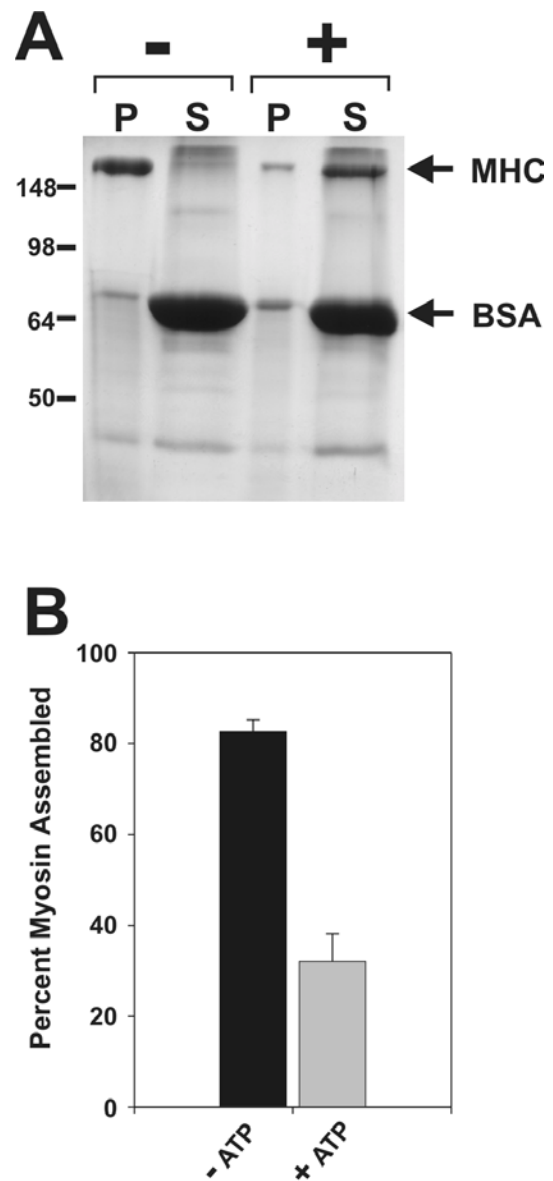 A
- +
P S P S
148
98
64
50
MHC
BSA
B
Percent Myosin Assembled
100
80
60
40
20
0
- ATP
+ ATP